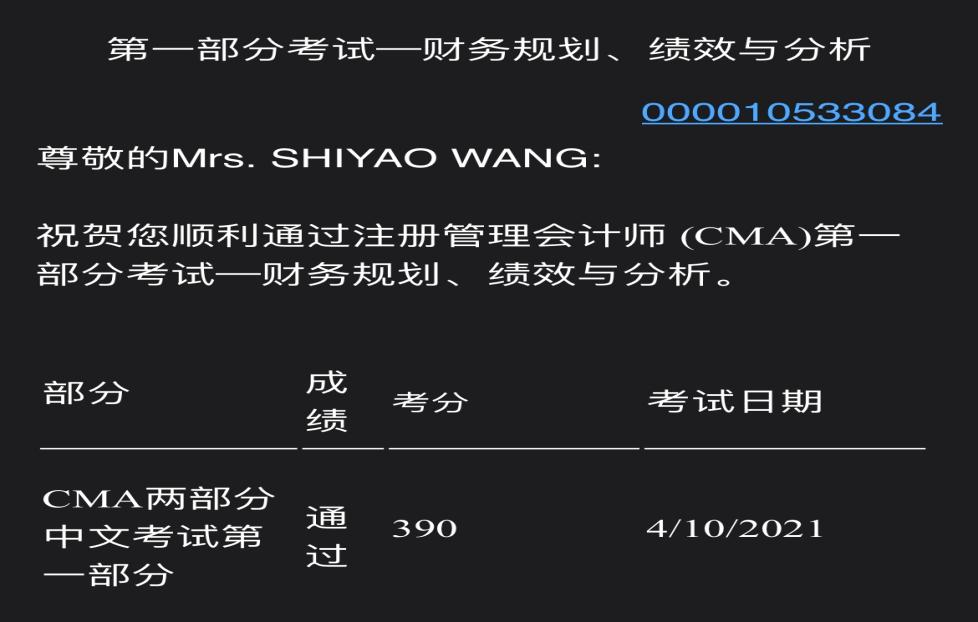 第一部分考试—财务规划、绩效与分析
000010533084
尊敬的Mrs. SHIYAO WANG:
祝贺您顺利通过注册管理会计师 (CMA)第一
部分考试—财务规划、绩效与分析。
部分 成绩 考分 考试日期
CMA两部分
中文考试第
一部分
通过
390
4/10/2021